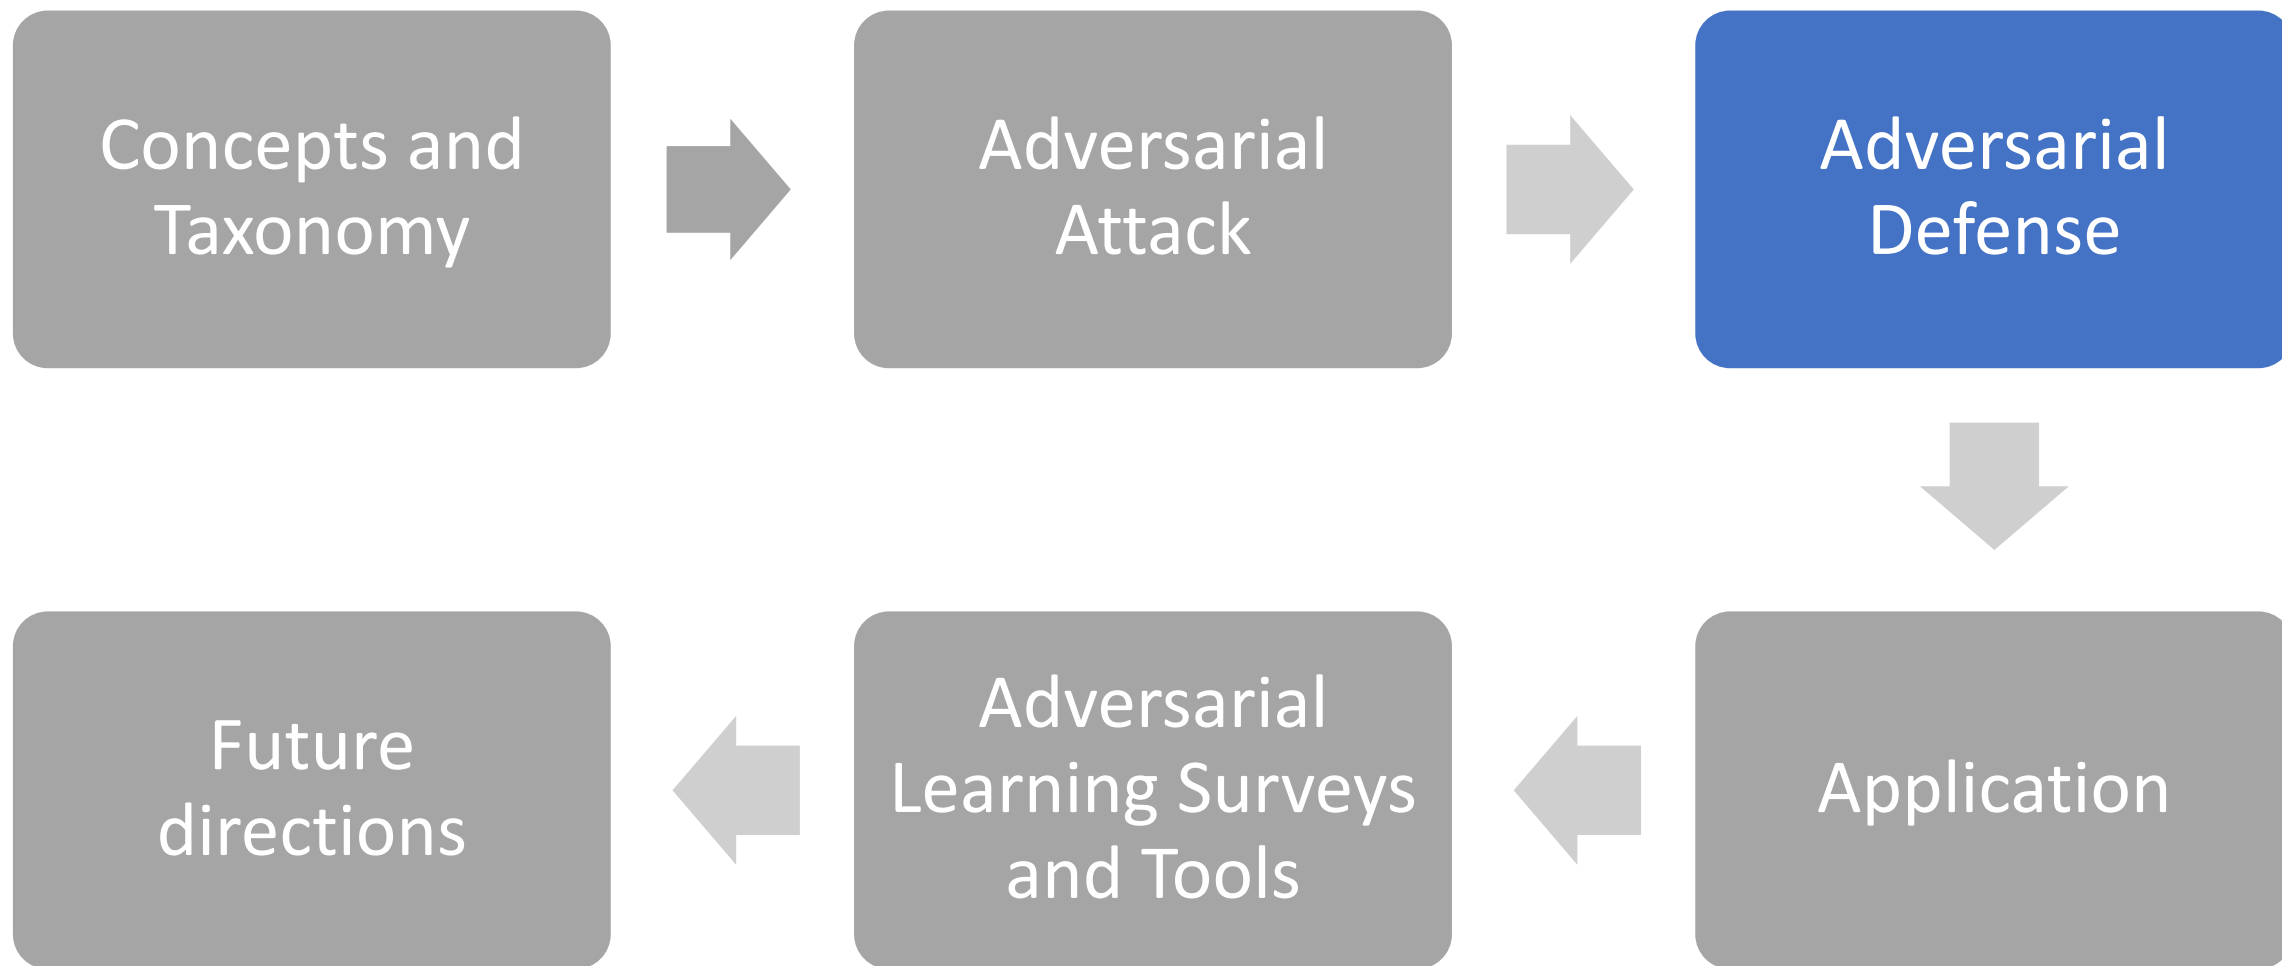 Concepts and
Taxonomy
Adversarial
Attack
Adversarial
Defense
Application
Adversarial
Learning Surveys
and Tools
Future
directions